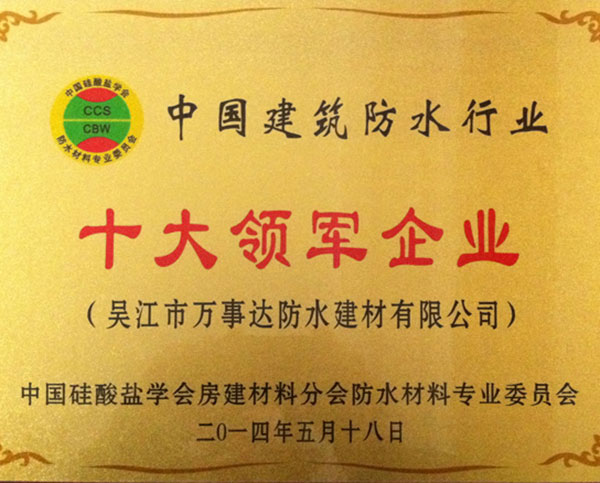 中国硅酸盐学会
CCS
CBW
防水材料专业委员会
中国建筑防水行业
十大领军企业
（吴江市万事达防水建材有限公司）
中国硅酸盐学会房建材料分会防水材料专业委员会
二〇一四年五月十八日